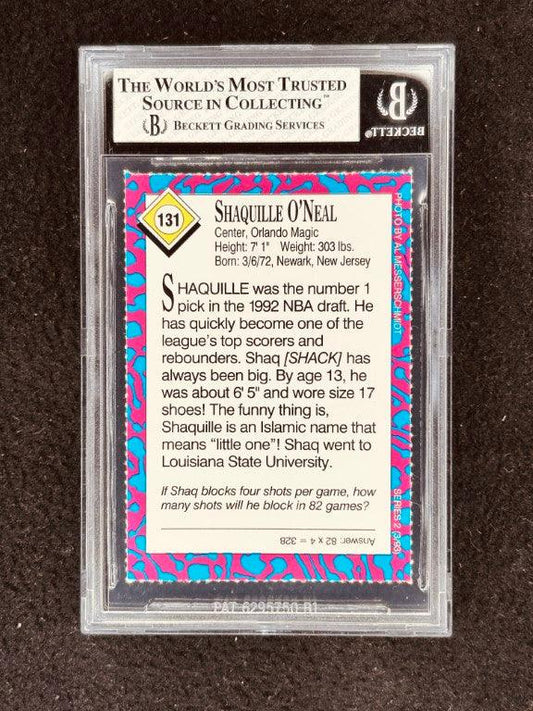 THE WORLD'S MOST TRUSTED
SOURCE IN COLLECTING™
B BECKETT GRADING SERVICES
B
BECKETT
131
SHAQUILLE O'NEAL
Center, Orlando Magic
Height: 7' 1" Weight: 303 lbs.
Born: 3/6/72, Newark, New Jersey
SHAQUILLE was the number 1
pick in the 1992 NBA draft. He
has quickly become one of the
league's top scorers and
rebounders. Shaq [SHACK] has
always been big. By age 13, he
was about 6' 5" and wore size 17
shoes! The funny thing is,
Shaquille is an Islamic name that
means "little one"! Shaq went to
Louisiana State University.
If Shaq blocks four shots per game, how
many shots will he block in 82 games?
Answer: 82 x 4 = 328
PHOTO BY AL MESSERSCHMIDT
SERIES 2 (3/93)
PAT 6295750 B1